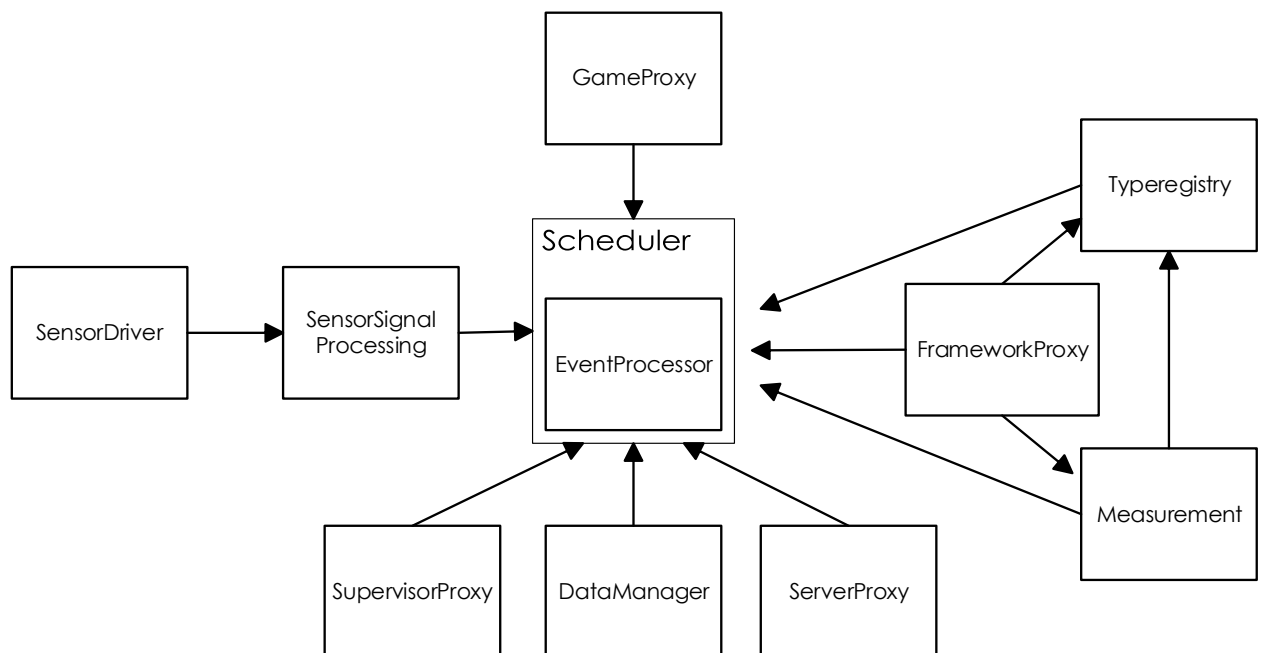 GameProxy
Typeregistry
Scheduler
SensorDriver
SensorSignal
Processing
EventProcessor
FrameworkProxy
Measurement
SupervisorProxy
DataManager
ServerProxy